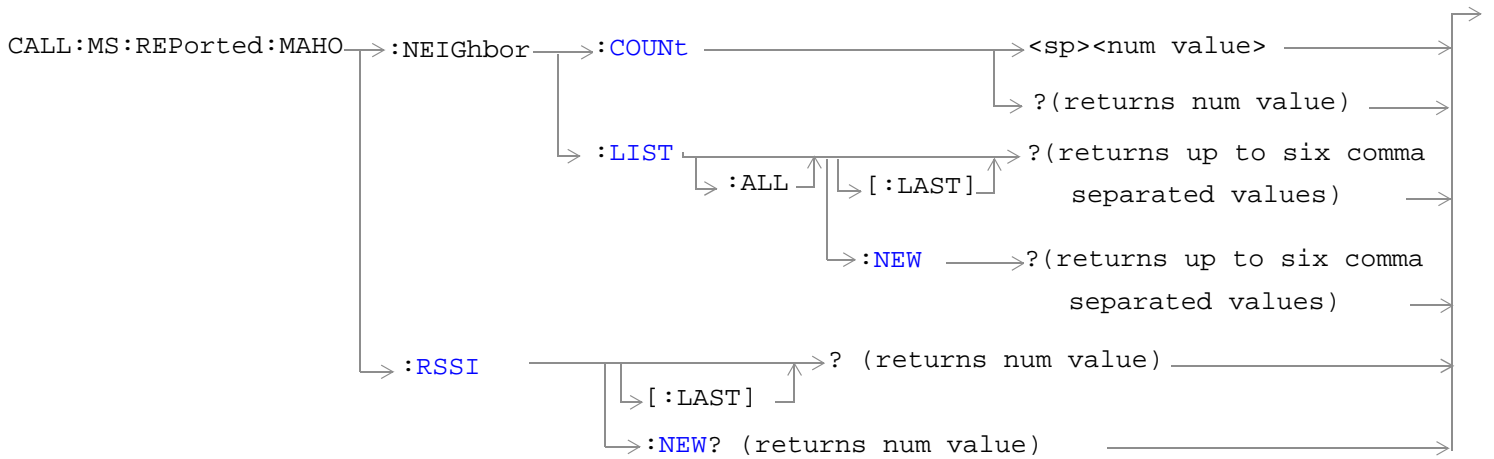 CALL:MS:REPorted:MAHO :NEIGhbor :COUNt <sp><num value>
?(returns num value)
:LIST :ALL [:LAST] ?(returns up to six comma
separated values)
:NEW ?(returns up to six comma
separated values)
:RSSI ? (returns num value)
[:LAST]
:NEW? (returns num value)